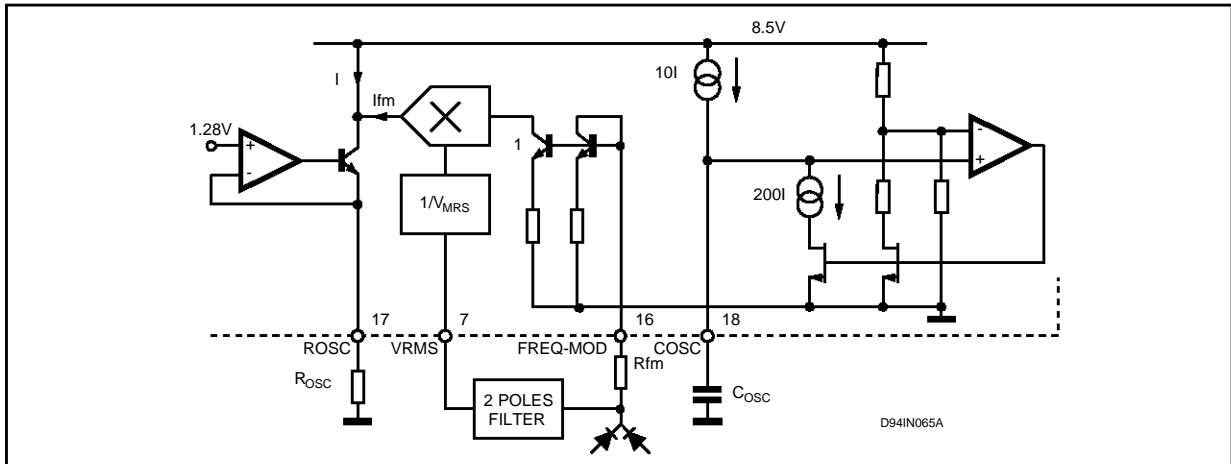 8.5V
I
10I
Ifm
1.28V
+
-
1
-
+
1/VMRS
200I
17
7
16
18
ROSC
VRMS
FREQ-MOD
COSC
Rfm
ROSC
2 POLES
FILTER
COSC
D94IN065A